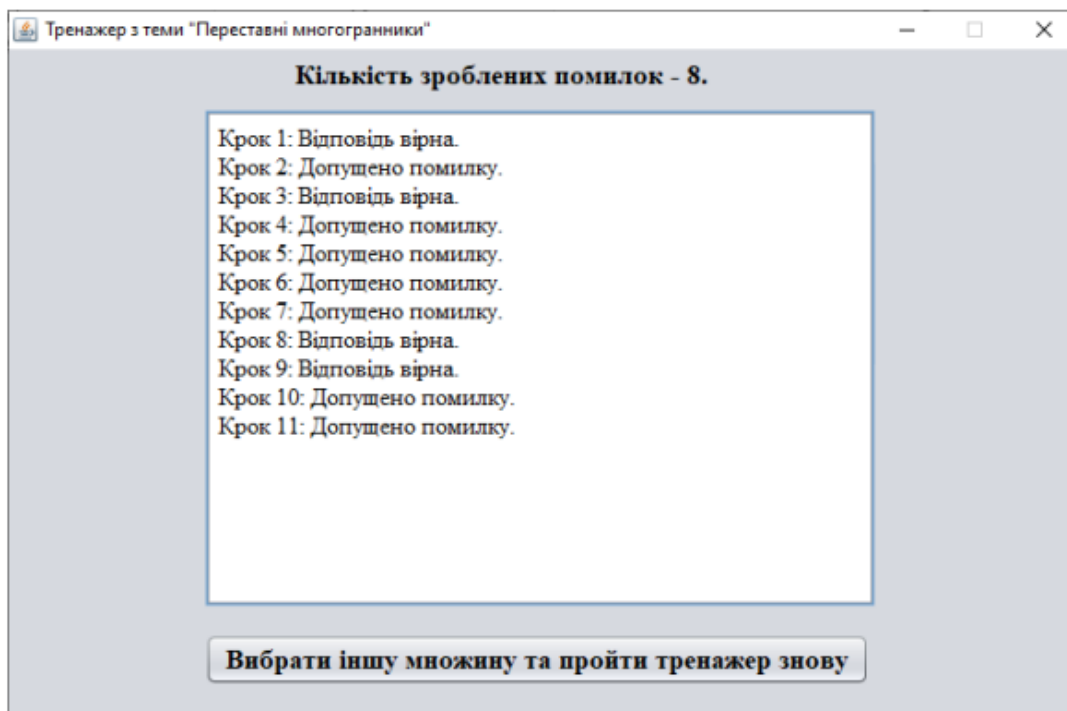 Тренажер з теми "Переставні многогранники"
Кількість зроблених помилок - 8.
Крок 1: Відповідь вірна.
Крок 2: Допущено помилку.
Крок 3: Відповідь вірна.
Крок 4: Допущено помилку.
Крок 5: Допущено помилку.
Крок 6: Допущено помилку.
Крок 7: Допущено помилку.
Крок 8: Відповідь вірна.
Крок 9: Відповідь вірна.
Крок 10: Допущено помилку.
Крок 11: Допущено помилку.
Вибрати іншу множину та пройти тренажер знову